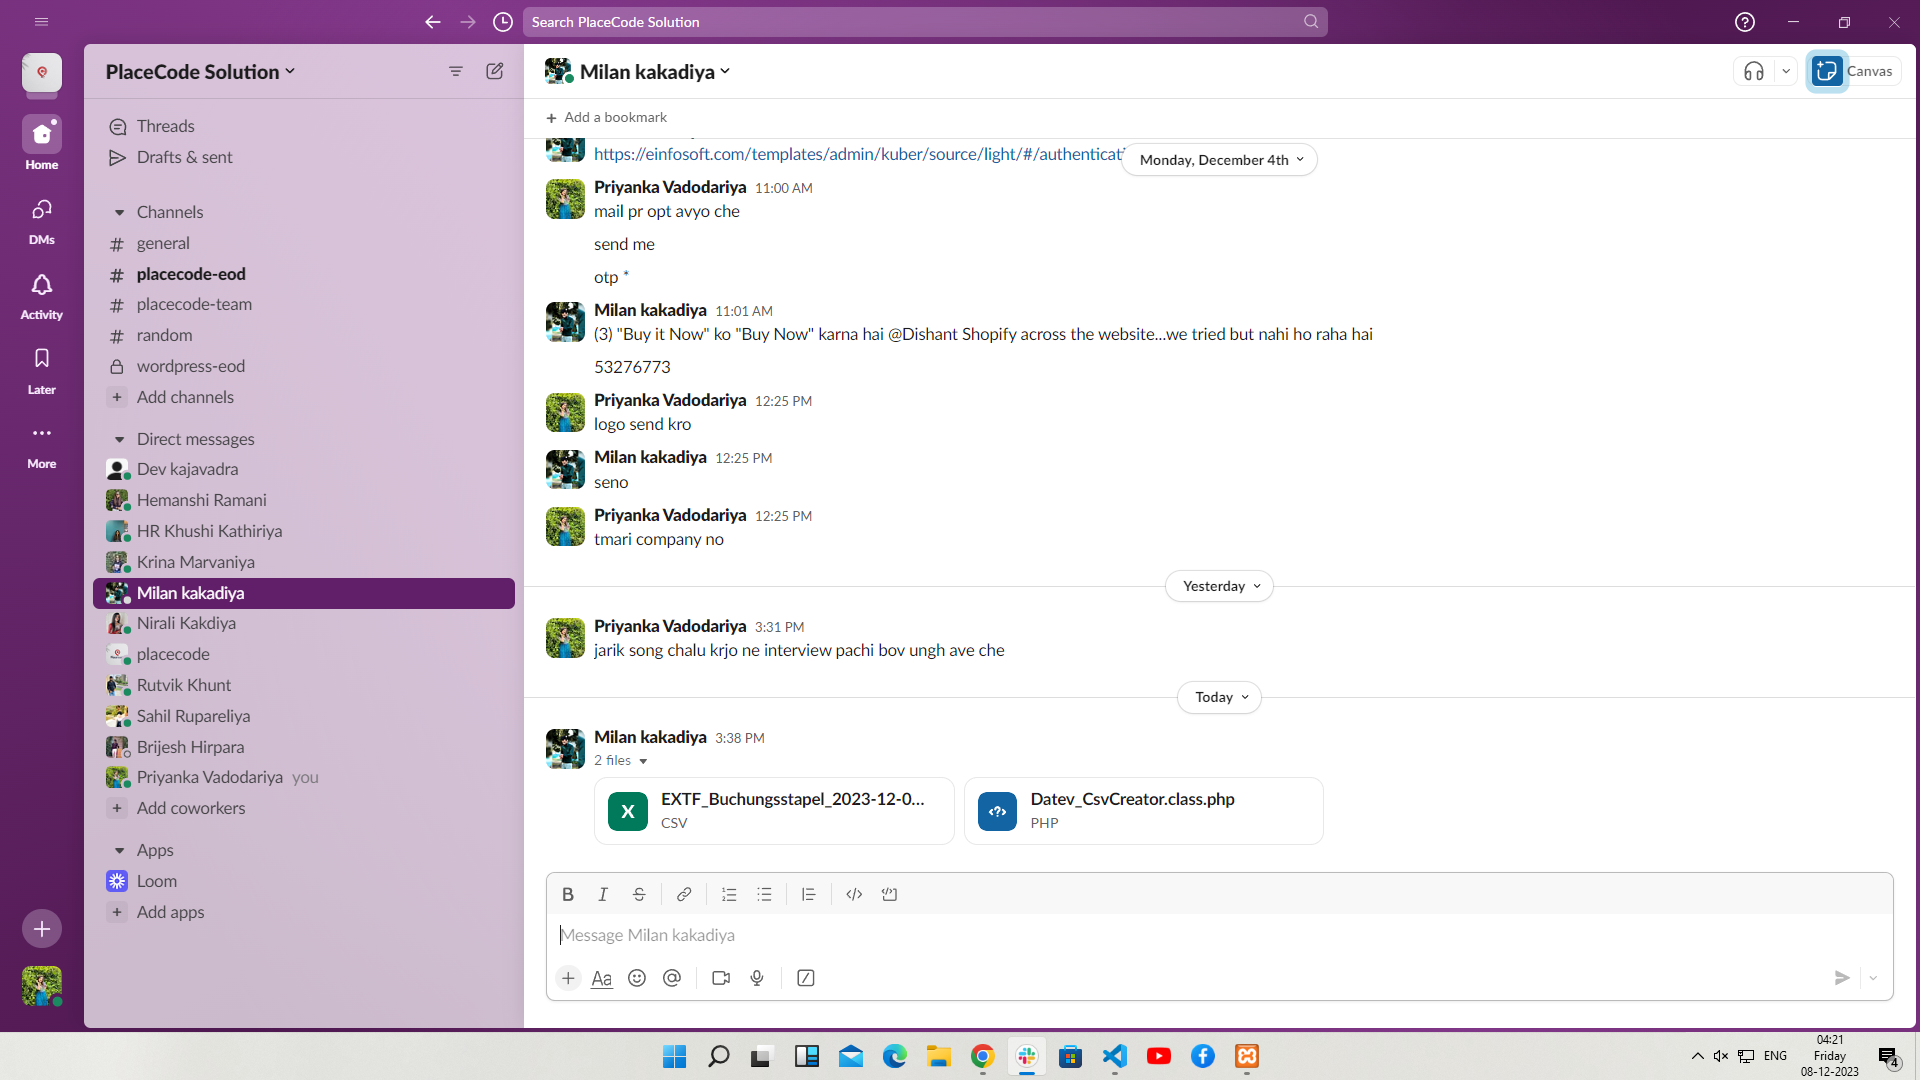 Search PlaceCode Solution
PlaceCode Solution
Home
DMs
Activity
Later
More
Threads
Drafts & sent
Channels
general
placecode-eod
placecode-team
random
wordpress-eod
Add channels
Direct messages
Dev kajavadra
Hemanshi Ramani
HR Khushi Kathiriya
Krina Marvaniya
Milan kakadiya
Nirali Kakdiya
placecode
Rutvik Khunt
Sahil Rupareliya
Brijesh Hirpara
Priyanka Vadodariya you
Add coworkers
Apps
Loom
Add apps
Milan kakadiya
Canvas
Add a bookmark
https://einfosoft.com/templates/admin/kuber/source/light/#/authenticati
Monday, December 4th
Priyanka Vadodariya 11:00 AM
mail pr opt avyo che
send me
otp *
Milan kakadiya 11:01 AM
(3) "Buy it Now" ko "Buy Now" karna hai @Dishant Shopify across the website...we tried but nahi ho raha hai
53276773
Priyanka Vadodariya 12:25 PM
logo send kro
Milan kakadiya 12:25 PM
seno
Priyanka Vadodariya 12:25 PM
tmari company no
Yesterday
Priyanka Vadodariya 3:31 PM
jarik song chalu krjo ne interview pachi bov ungh ave che
Today
Milan kakadiya 3:38 PM
2 files
EXTF_Buchungsstapel_2023-12-0...
CSV
Datev_CsvCreator.class.php
PHP
Message Milan kakadiya
Aa
ENG
04:21
Friday
08-12-2023
4